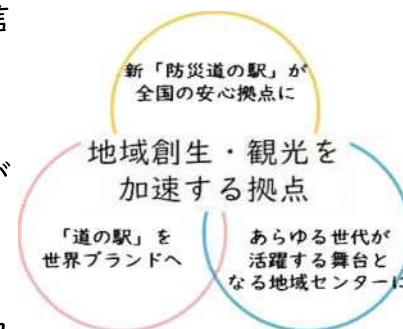 新「防災道の駅」が
全国の安心拠点に
地域創生・観光を
加速する拠点
「道の駅」を
世界ブランドへ
あらゆる世代が
活躍する舞台と
なる地域センターに
が